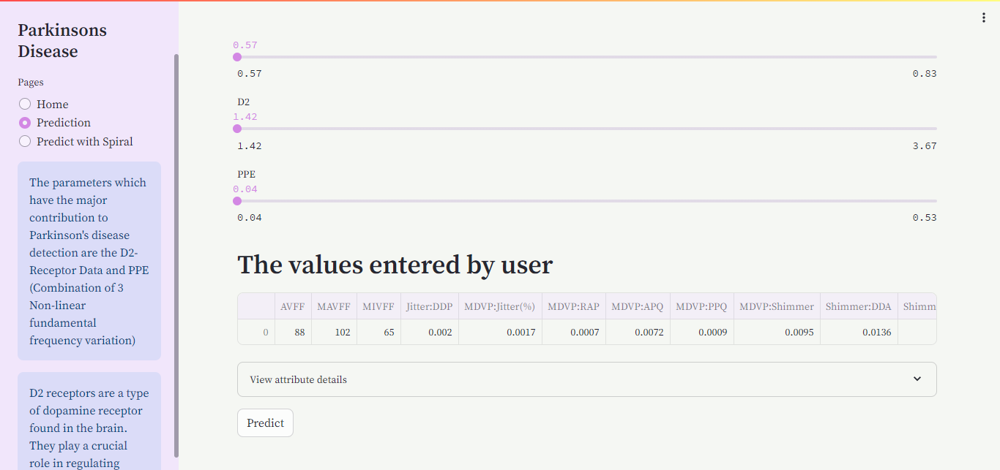 Parkinsons
Disease
Pages
Home
Prediction
Predict with Spiral
The parameters which
have the major
contribution to
Parkinson's disease
detection are the D2-
Receptor Data and PPE
(Combination of 3
Non-linear
fundamental
frequency variation)
D2 receptors are a type
of dopamine receptor
found in the brain.
They play a crucial
role in regulating
0.57
0.57 0.83
D2
1.42
1.42 3.67
PPE
0.04
0.04 0.53
The values entered by user
AVFF MAVFF MIVFF Jitter:DDP MDVP:Jitter(%) MDVP:RAP MDVP:APQ MDVP:PPQ MDVP:Shimmer Shimmer:DDA Shimm
0 88 102 65 0.002 0.0017 0.0007 0.0072 0.0009 0.0095 0.0136
View attribute details
Predict